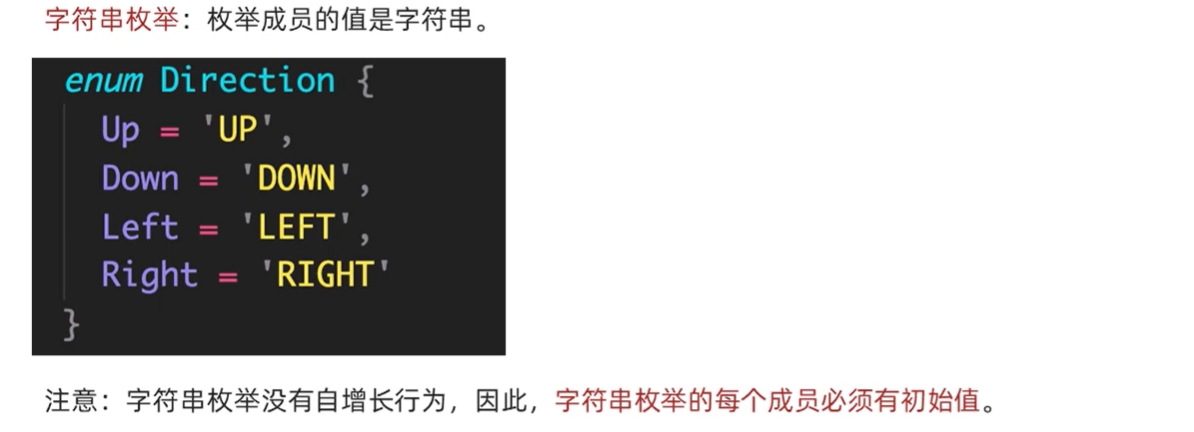 字符串枚举：枚举成员的值是字符串。
enum Direction {
Up = 'UP',
Down = 'DOWN',
Left = 'LEFT',
Right = 'RIGHT'
}
注意：字符串枚举没有自增长行为，因此，字符串枚举的每个成员必须有初始值。